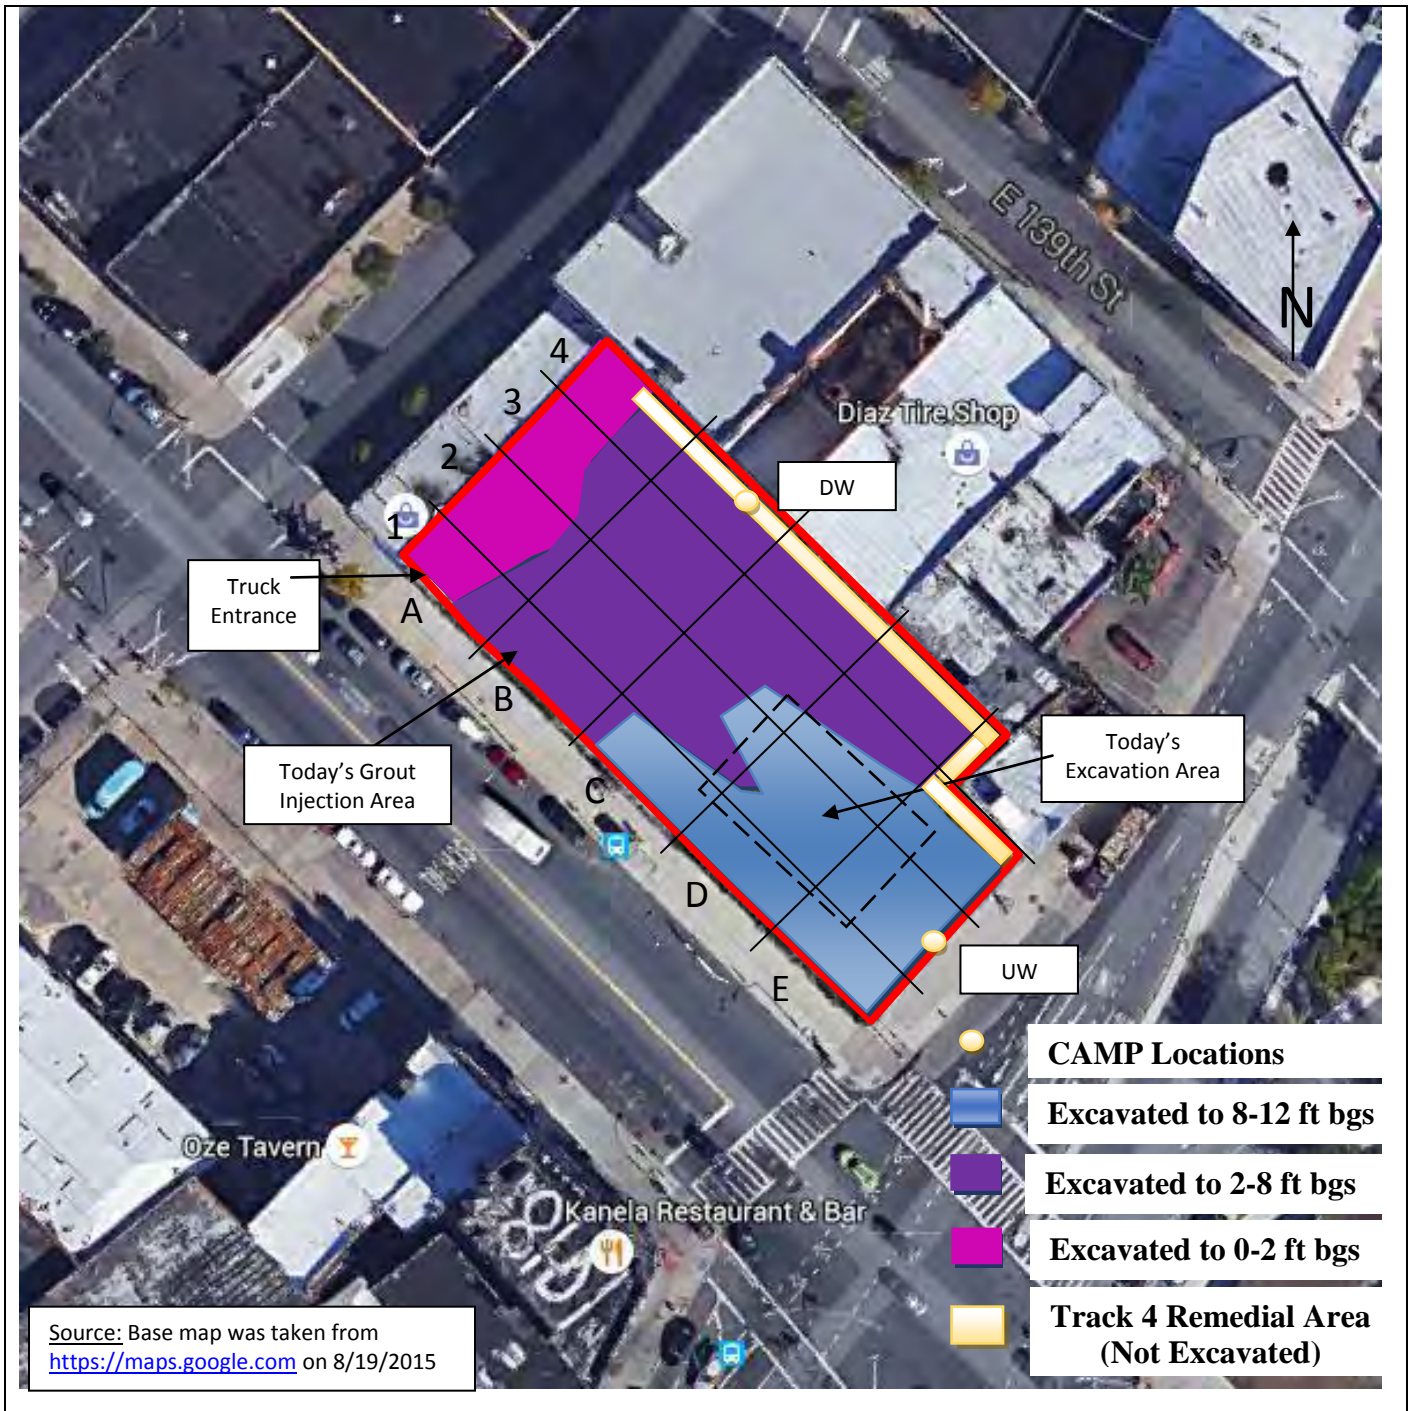 E 139th St
N
4
3
Diaz Tire Shop
2
DW
1
Truck
Entrance
A
B
Today's
Excavation Area
Today's Grout
Injection Area
C
D
UW
E
CAMP Locations
Excavated to 8-12 ft bgs
Oze Tavern
Excavated to 2-8 ft bgs
Kanela Restaurant & Bar
Excavated to 0-2 ft bgs
Track 4 Remedial Area
(Not Excavated)
Source: Base map was taken from
https://maps.google.com on 8/19/2015